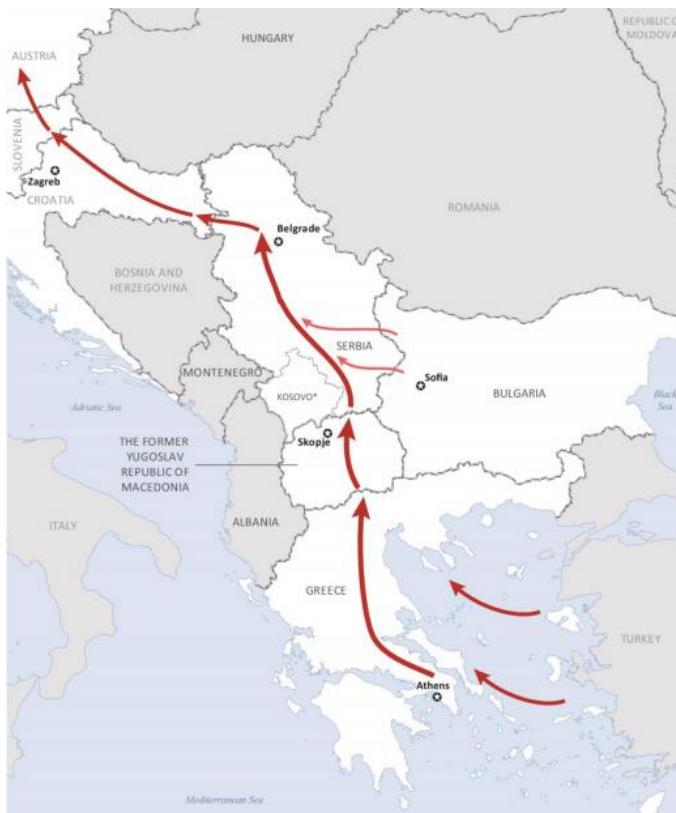 REPUBLIC O
MOLDOVA
AUSTRIA
HUNGARY
SLOVENIA
Zagreb
CROATIA
ROMANIA
Belgrade
BOSNIA AND
HERZEGOVINA
SERBIA
MONTENEGRO
KOSOVO*
Sofia
BULGARIA
Adriatic Sea
Black
Sea
Skopje
THE FORMER
YUGOSLAV
REPUBLIC OF
MACEDONIA
ITALY
ALBANIA
GREECE
TURKEY
Athens
Mediterranean Sea